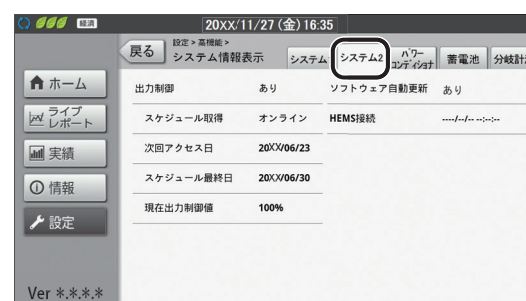 経済
20XX/11/27 (金) 16:35
戻る
設定 > 高機能 >
システム情報表示
システム
システム2
パワー
コンディショナ
蓄電池
分岐計
ホーム
ライブ
レポート
実績
情報
設定
Ver *.*.*.*
出力制御 あり
スケジュール取得 オンライン
次回アクセス日 20XX/06/23
スケジュール最終日 20XX/06/30
現在出力制御値 100%
ソフトウェア自動更新 あり
HEMS接続 ----/--/-- --:--:--